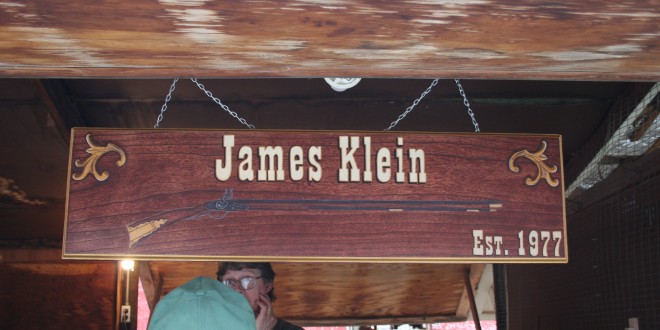 James Klein
Est. 1977